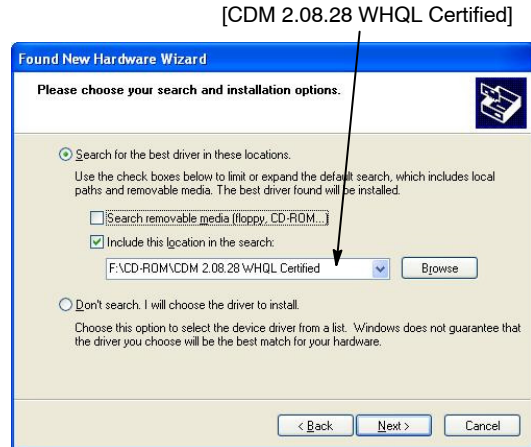 [CDM 2.08.28 WHQL Certified]
Found New Hardware Wizard
Please choose your search and installation options.
Search for the best driver in these locations.
Use the check boxes below to limit or expand the default search, which includes local
paths and removable media. The best driver found will be installed.
Search removable media (floppy, CD-ROM...)
Include this location in the search:
F:\CD-ROM\CDM 2.08.28 WHQL Certified
Browse
Don't search. I will choose the driver to install.
Choose this option to select the device driver from a list. Windows does not guarantee that
the driver you choose will be the best match for your hardware.
< Back Next > Cancel